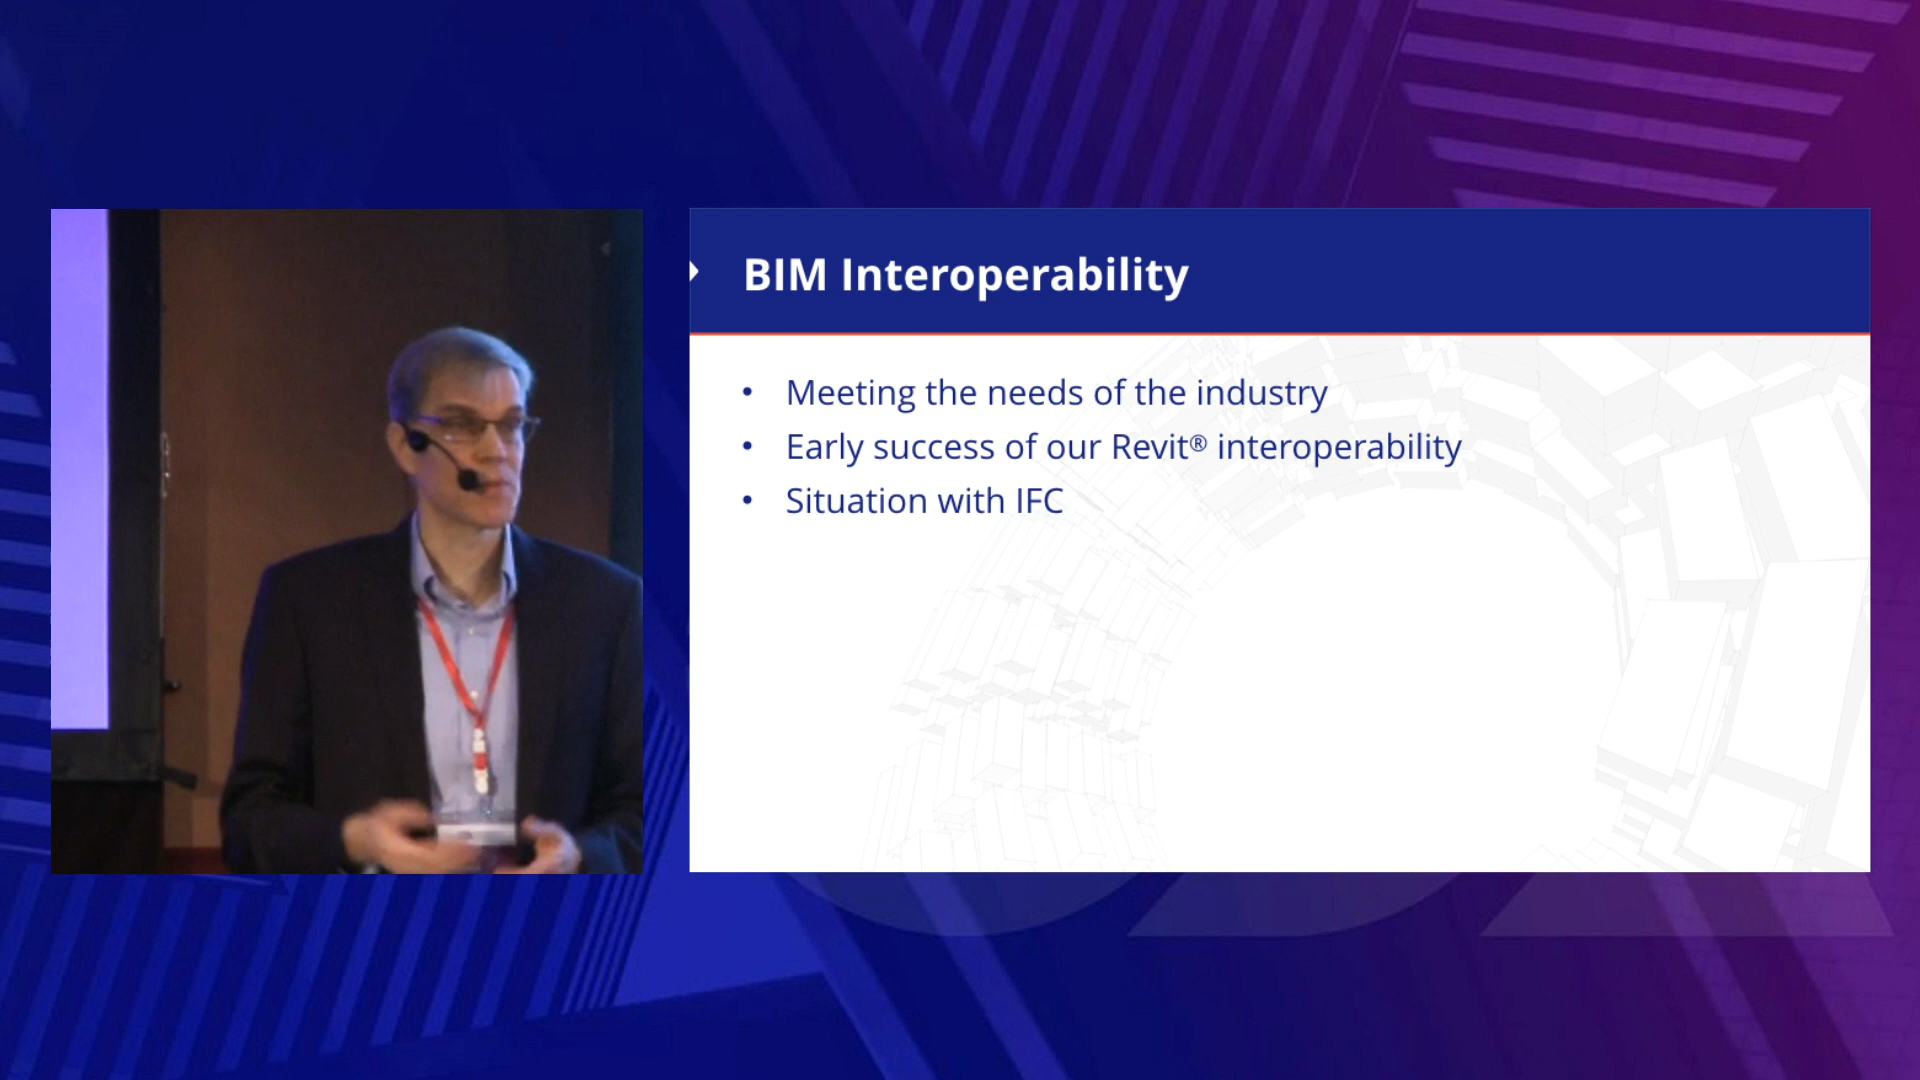 BIM Interoperability
• Meeting the needs of the industry
• Early success of our Revit® interoperability
• Situation with IFC